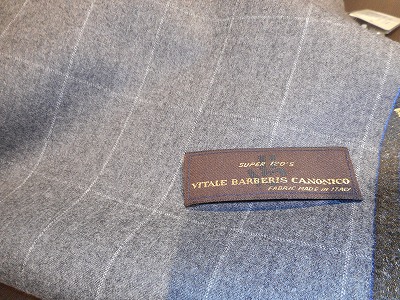 SUPER 120'S
VITALE BARBERIS CANONICO
FABRIC MADE IN ITALY